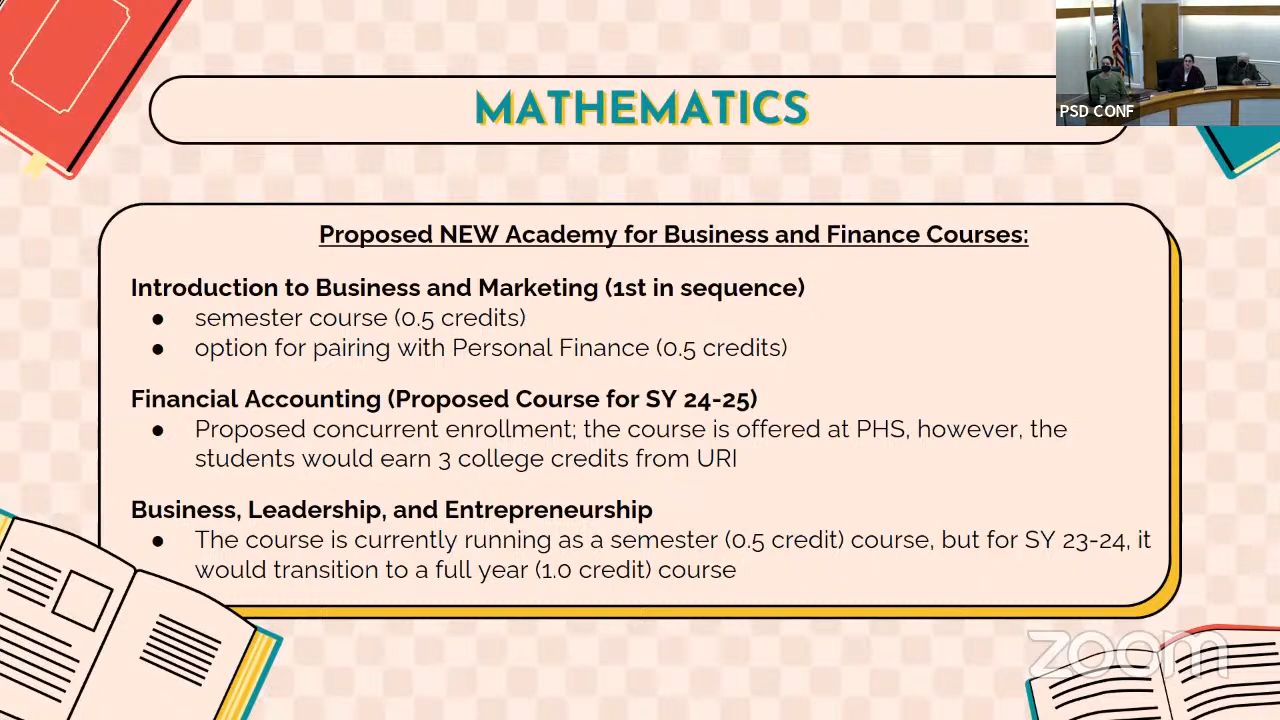 MATHEMATICS
PSD CONF
Proposed NEW Academy for Business and Finance Courses:
Introduction to Business and Marketing (1st in sequence)
● semester course (0.5 credits)
● option for pairing with Personal Finance (0.5 credits)
Financial Accounting (Proposed Course for SY 24-25)
● Proposed concurrent enrollment; the course is offered at PHS, however, the
students would earn 3 college credits from URI
Business, Leadership, and Entrepreneurship
● The course is currently running as a semester (0.5 credit) course, but for SY 23-24, it
would transition to a full year (1.0 credit) course
zoom